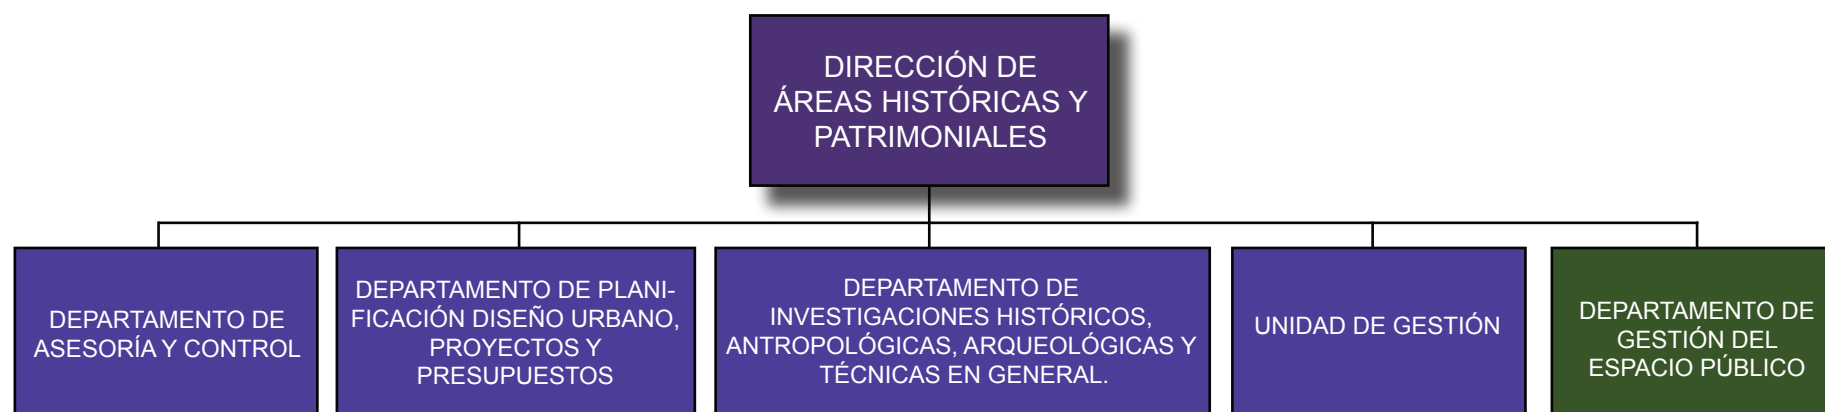 DIRECCIÓN DE
ÁREAS HISTÓRICAS Y
PATRIMONIALES
DEPARTAMENTO DE
ASESORÍA Y CONTROL
DEPARTAMENTO DE PLANI-
FICACIÓN DISEÑO URBANO,
PROYECTOS Y
PRESUPUESTOS
DEPARTAMENTO DE
INVESTIGACIONES HISTÓRICOS,
ANTROPOLÓGICAS, ARQUEOLÓGICAS Y
TÉCNICAS EN GENERAL.
UNIDAD DE GESTIÓN
DEPARTAMENTO DE
GESTIÓN DEL
ESPACIO PÚBLICO